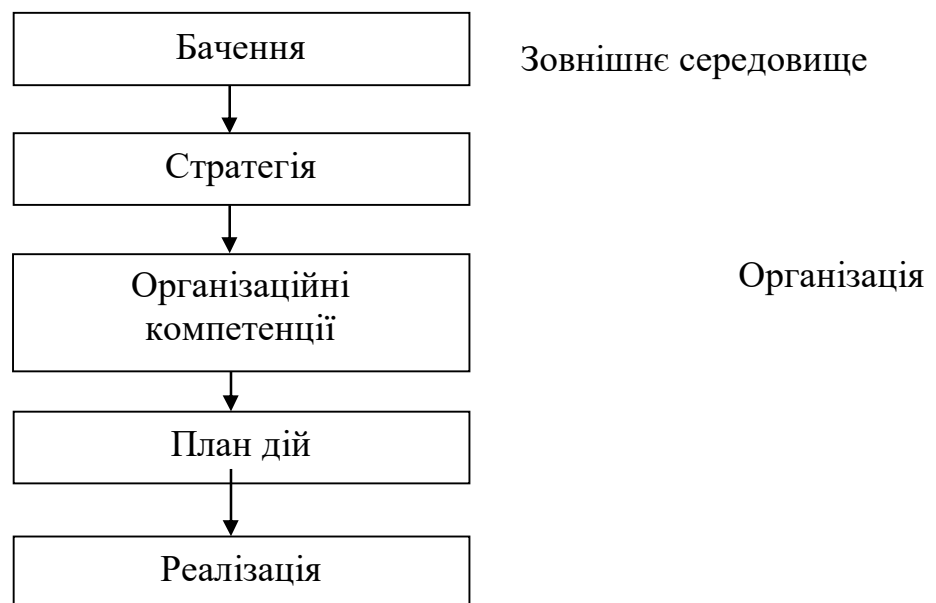 Бачення
Зовнішнє середовище
Стратегія
Організаційні
компетенції
Організація
План дій
Реалізація